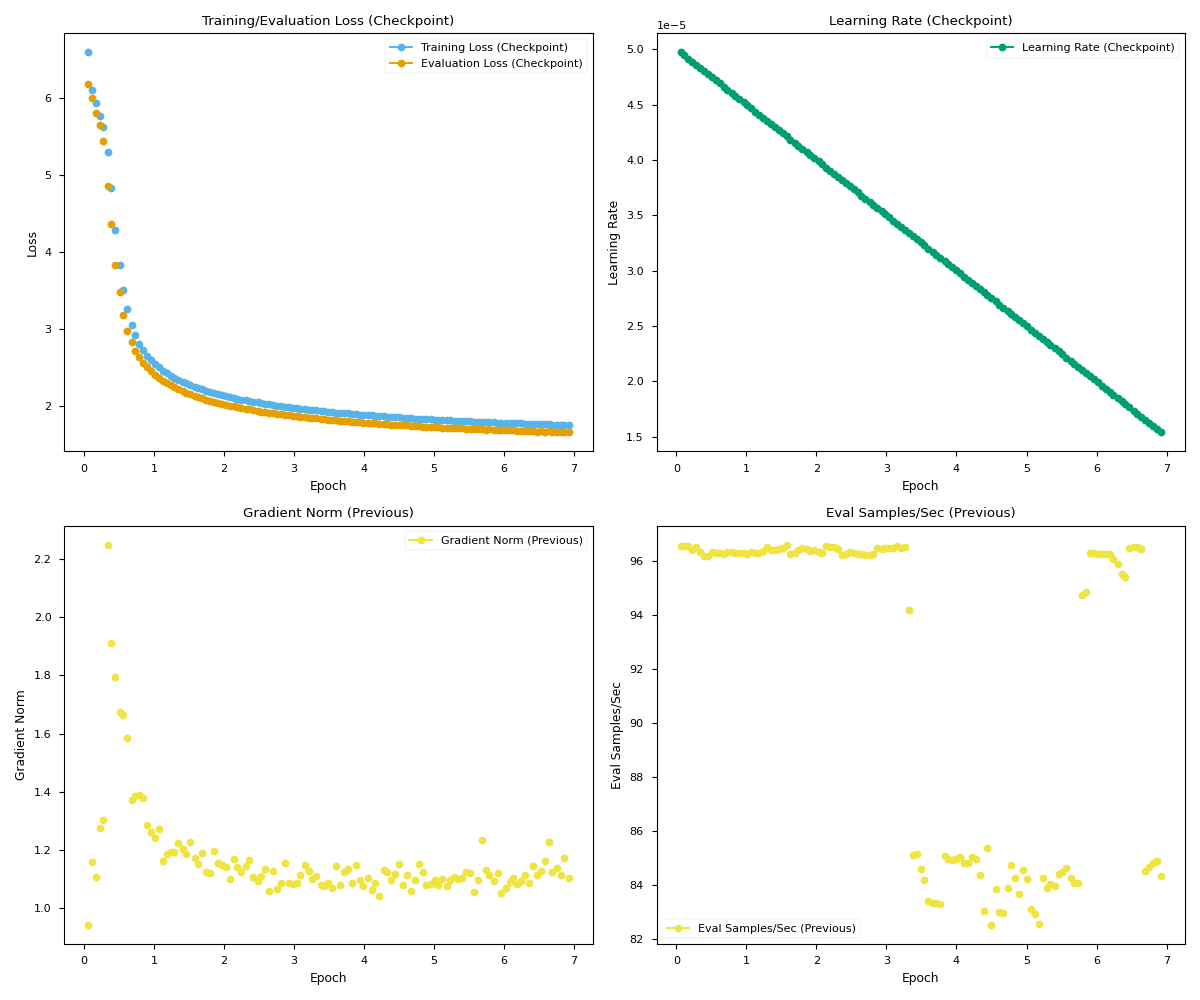 Training/Evaluation Loss (Checkpoint)
Training Loss (Checkpoint)
Evaluation Loss (Checkpoint)
6
5
4
3
2
Loss
0 1 2 3 4 5 6 7
Epoch
Learning Rate (Checkpoint)
1e−5
Learning Rate (Checkpoint)
5.0
4.5
4.0
3.5
3.0
2.5
2.0
1.5
Learning Rate
0 1 2 3 4 5 6 7
Epoch
Gradient Norm (Previous)
Gradient Norm (Previous)
2.2
2.0
1.8
1.6
1.4
1.2
1.0
Gradient Norm
0 1 2 3 4 5 6 7
Epoch
Eval Samples/Sec (Previous)
96
94
92
90
88
86
84
82
Eval Samples/Sec
Eval Samples/Sec (Previous)
0 1 2 3 4 5 6 7
Epoch